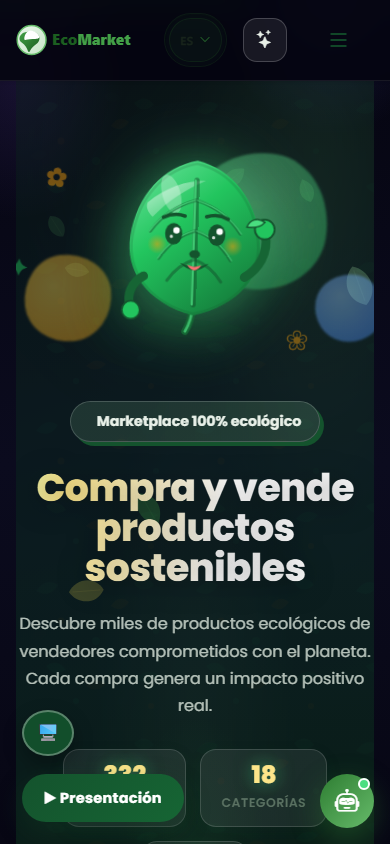 EcoMarket
ES
Marketplace 100% ecológico
Compra y vende
productos
sostenibles
Descubre miles de productos ecológicos de
vendedores comprometidos con el planeta.
Cada compra genera un impacto positivo
real.
332
18
CATEGORÍAS
▶ Presentación